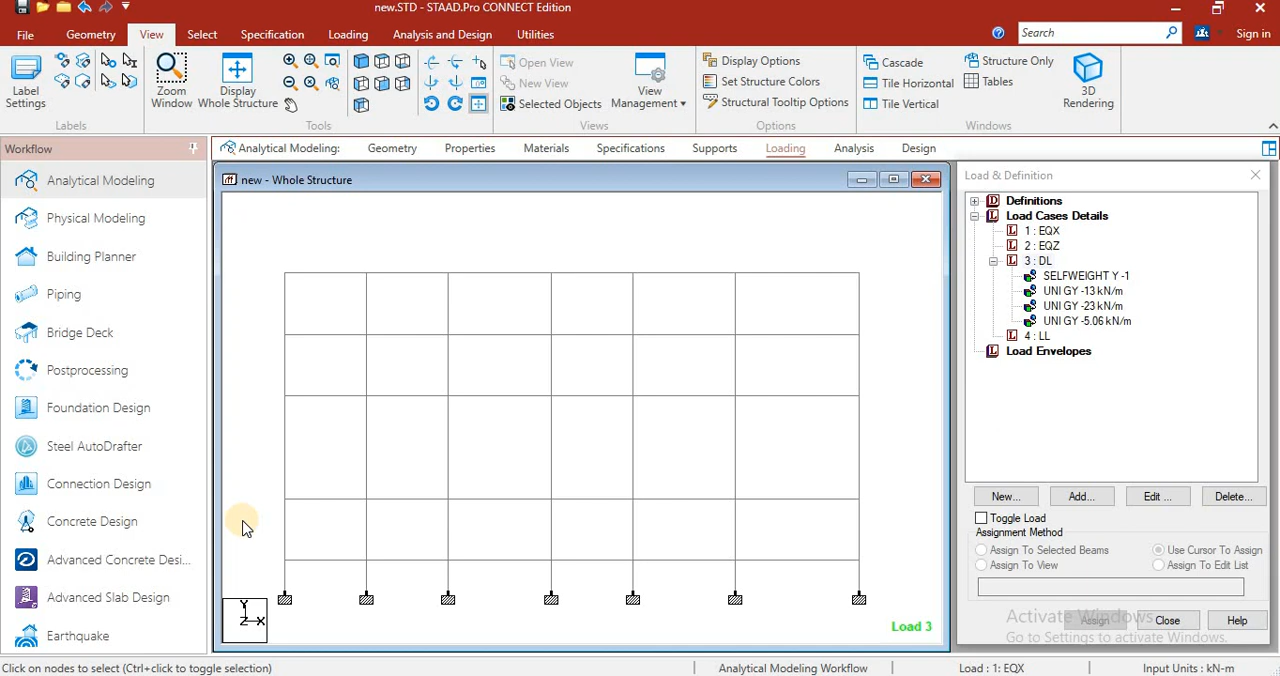 new.STD - STAAD.Pro CONNECT Edition
File Geometry View Select Specification Loading Analysis and Design Utilities Search Sign in
Label Settings
Labels
Zoom Window
Display Whole Structure
Tools
Open View
New View
Selected Objects
View Management
Views
Display Options
Set Structure Colors
Structural Tooltip Options
Options
Cascade
Tile Horizontal
Tile Vertical
Structure Only
Tables
3D Rendering
Windows
Workflow
Analytical Modeling
Physical Modeling
Building Planner
Piping
Bridge Deck
Postprocessing
Foundation Design
Steel AutoDrafter
Connection Design
Concrete Design
Advanced Concrete Desi...
Advanced Slab Design
Earthquake
Analytical Modeling: Geometry Properties Materials Specifications Supports Loading Analysis Design
new - Whole Structure
Y
Z X
Load 3
Load & Definition
D Definitions
L Load Cases Details
L 1 : EQX
L 2 : EQZ
L 3 : DL
SELFWEIGHT Y -1
UNI GY -13 kN/m
UNI GY -23 kN/m
UNI GY -5.06 kN/m
L 4 : LL
L Load Envelopes
New... Add... Edit ... Delete...
Toggle Load
Assignment Method
Assign To Selected Beams Use Cursor To Assign
Assign To View Assign To Edit List
Assign Close Help
Activate Windows
Go to Settings to activate Windows.
Click on nodes to select (Ctrl+click to toggle selection) Analytical Modeling Workflow Load : 1: EQX Input Units : kN-m